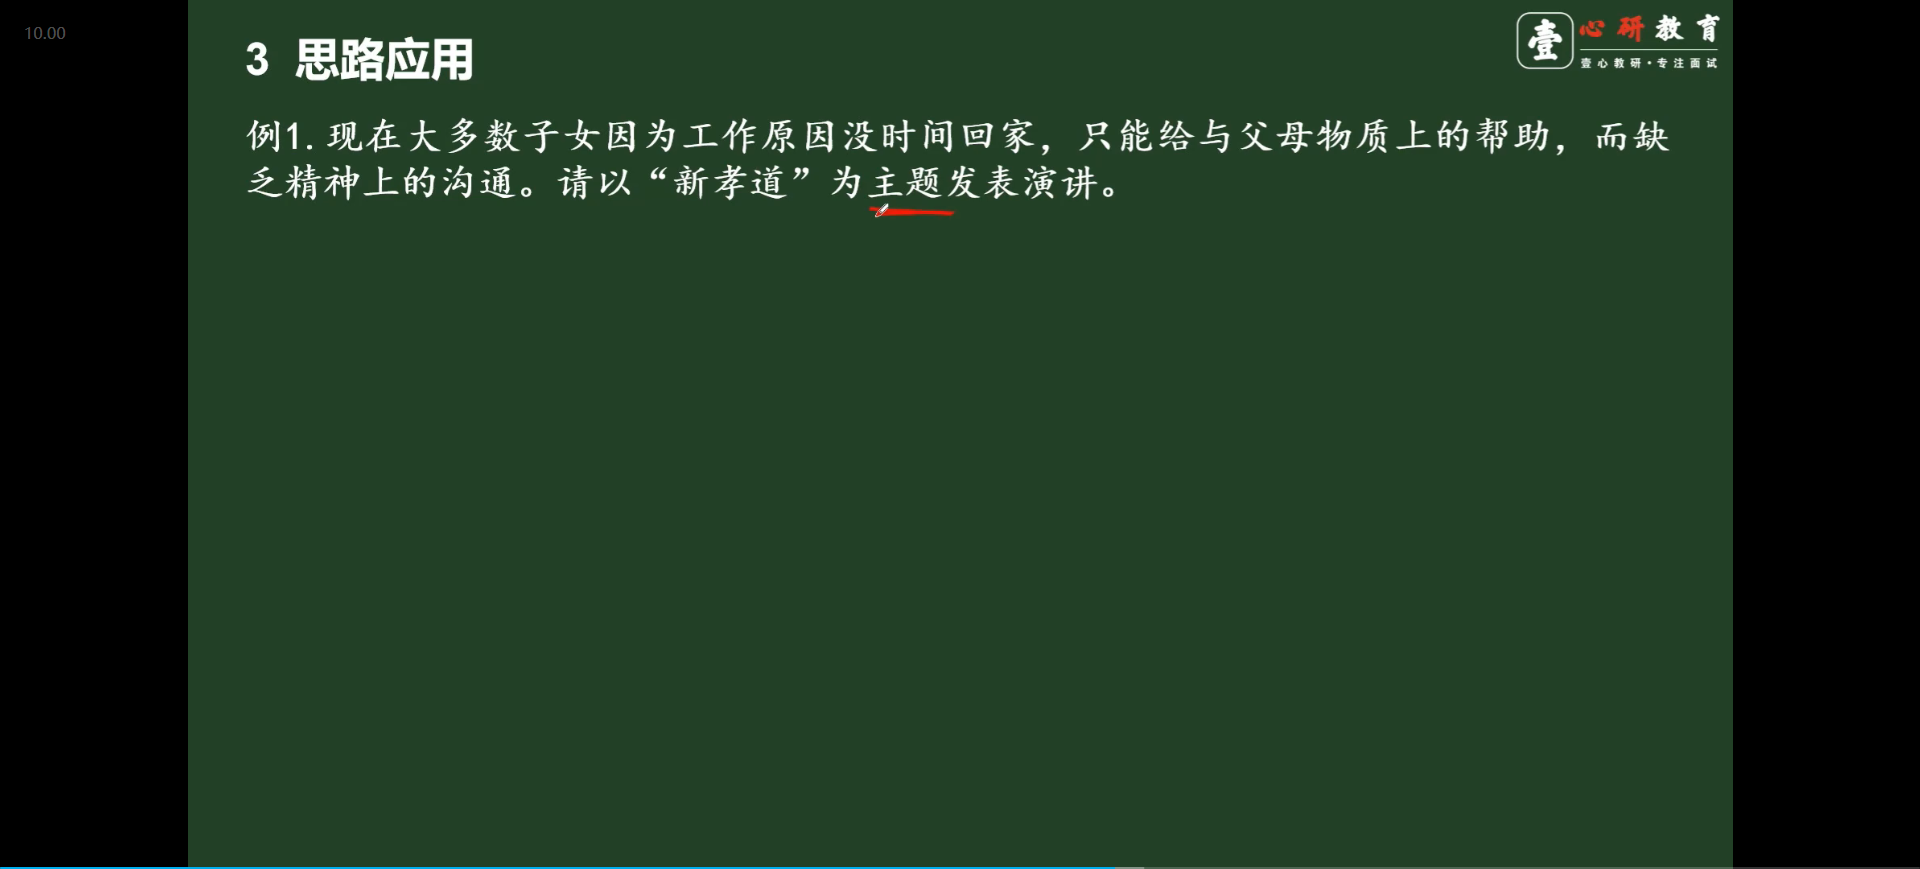 10.00
3 思路应用
壹 心研教育
壹心教研·专注面试
例1.现在大多数子女因为工作原因没时间回家，只能给与父母物质上的帮助，而缺
乏精神上的沟通。请以“新孝道”为主题发表演讲。